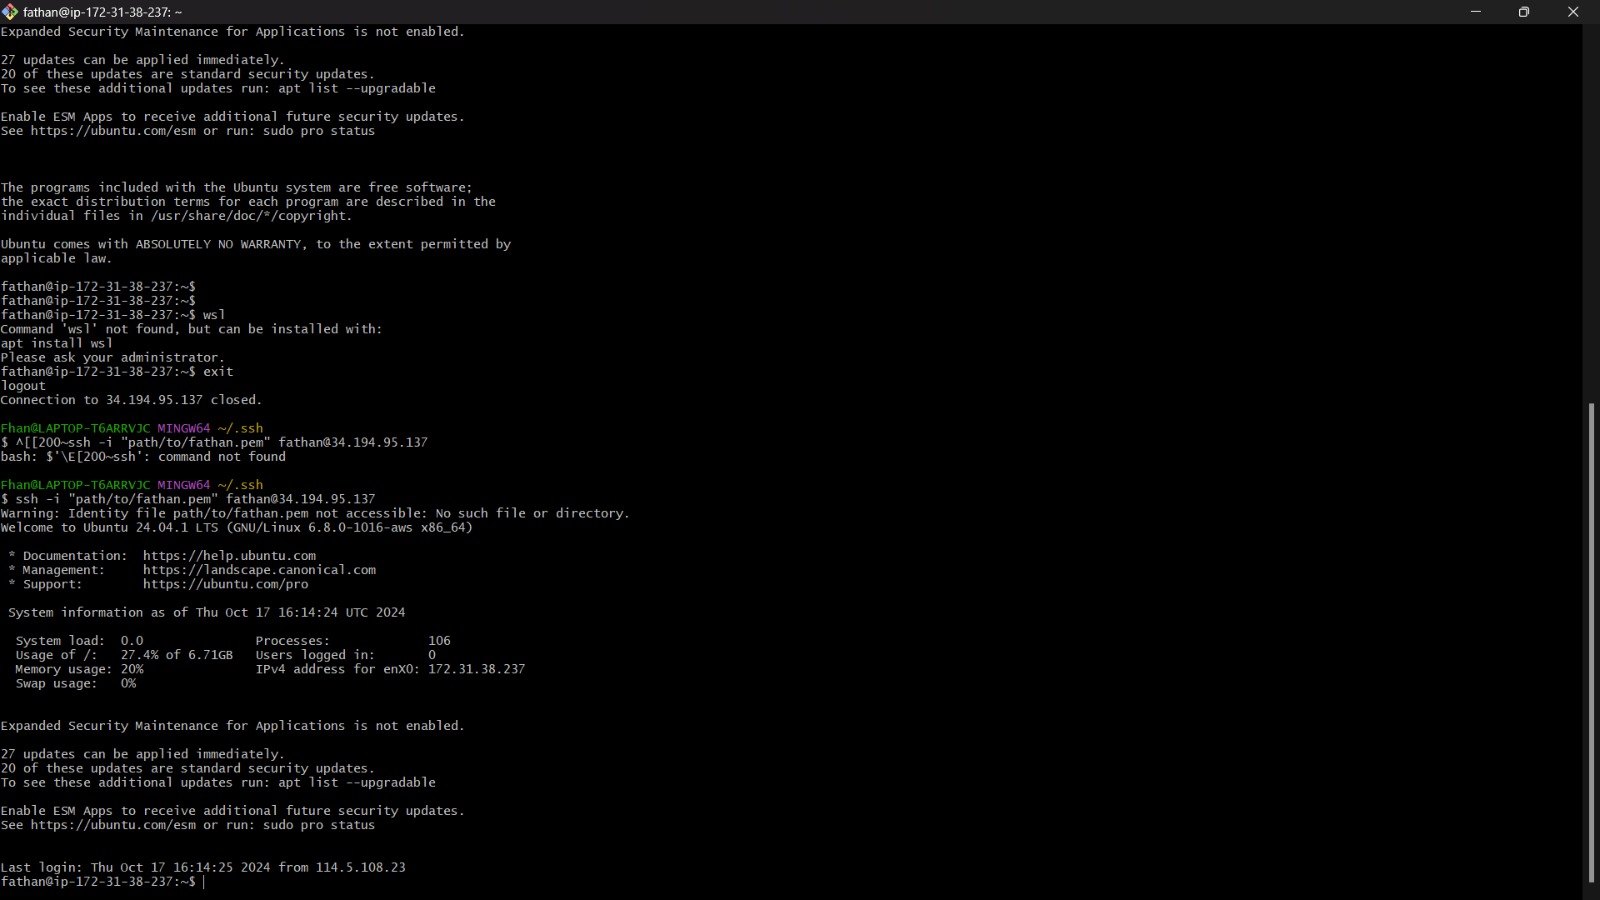 fathan@ip-172-31-38-237: ~
Expanded Security Maintenance for Applications is not enabled.
27 updates can be applied immediately.
20 of these updates are standard security updates.
To see these additional updates run: apt list --upgradable
Enable ESM Apps to receive additional future security updates.
See https://ubuntu.com/esm or run: sudo pro status
The programs included with the Ubuntu system are free software;
the exact distribution terms for each program are described in the
individual files in /usr/share/doc/*/copyright.
Ubuntu comes with ABSOLUTELY NO WARRANTY, to the extent permitted by
applicable law.
fathan@ip-172-31-38-237:~$
fathan@ip-172-31-38-237:~$
fathan@ip-172-31-38-237:~$ wsl
Command 'wsl' not found, but can be installed with:
apt install wsl
Please ask your administrator.
fathan@ip-172-31-38-237:~$ exit
logout
Connection to 34.194.95.137 closed.
Fhan@LAPTOP-T6ARRVJC MINGW64 ~/.ssh
$ ^[[200~ssh -i "path/to/fathan.pem" fathan@34.194.95.137
bash: $'\E[200~ssh': command not found
Fhan@LAPTOP-T6ARRVJC MINGW64 ~/.ssh
$ ssh -i "path/to/fathan.pem" fathan@34.194.95.137
Warning: Identity file path/to/fathan.pem not accessible: No such file or directory.
Welcome to Ubuntu 24.04.1 LTS (GNU/Linux 6.8.0-1016-aws x86_64)
* Documentation:  https://help.ubuntu.com
* Management:     https://landscape.canonical.com
* Support:        https://ubuntu.com/pro
System information as of Thu Oct 17 16:14:24 UTC 2024
System load:  0.0               Processes:             106
Usage of /:   27.4% of 6.71GB   Users logged in:       0
Memory usage: 20%               IPv4 address for enX0: 172.31.38.237
Swap usage:   0%
Expanded Security Maintenance for Applications is not enabled.
27 updates can be applied immediately.
20 of these updates are standard security updates.
To see these additional updates run: apt list --upgradable
Enable ESM Apps to receive additional future security updates.
See https://ubuntu.com/esm or run: sudo pro status
Last login: Thu Oct 17 16:14:25 2024 from 114.5.108.23
fathan@ip-172-31-38-237:~$